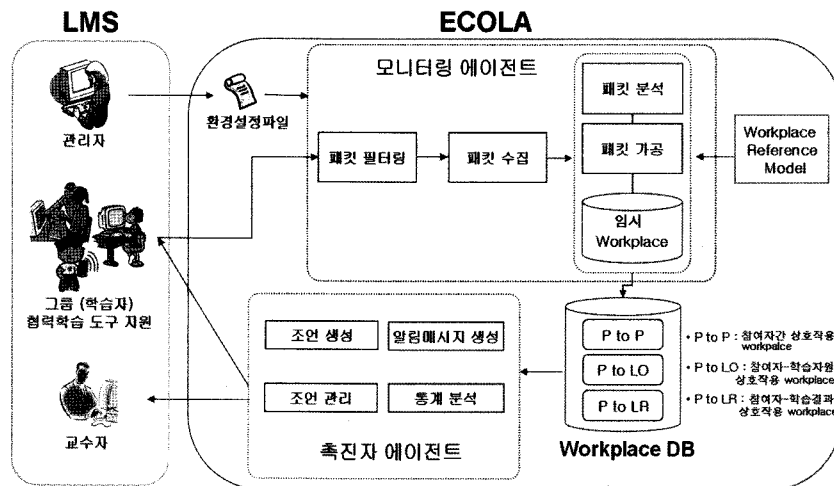 LMS
ECOLA
관리자
그룹 (학습자)
협력학습 도구 지원
교수자
환경설정파일
모니터링 에이전트
패킷 필터링
패킷 수집
패킷 분석
패킷 가공
임시
Workplace
Workplace
Reference
Model
조언 생성
알림메시지 생성
조언 관리
통계 분석
촉진자 에이전트
P to P
P to LO
P to LR
Workplace DB
• P to P : 참여자간 상호작용
workpalce
• P to LO : 참여자-학습자원
상호작용 workplace
• P to LR : 참여자-학습결과
상호작용 workplace